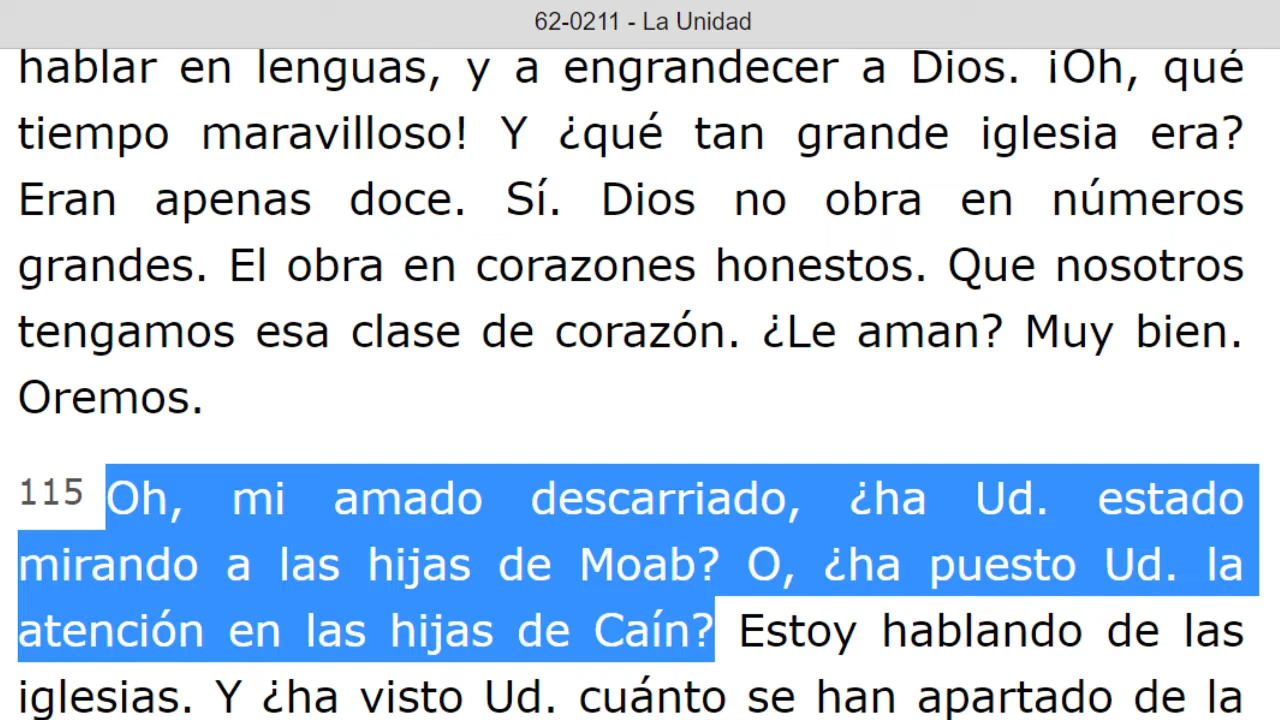 62-0211 - La Unidad
hablar en lenguas, y a engrandecer a Dios. ¡Oh, qué
tiempo maravilloso! Y ¿qué tan grande iglesia era?
Eran apenas doce. Sí. Dios no obra en números
grandes. El obra en corazones honestos. Que nosotros
tengamos esa clase de corazón. ¿Le aman? Muy bien.
Oremos.
115 Oh, mi amado descarriado, ¿ha Ud. estado
mirando a las hijas de Moab? O, ¿ha puesto Ud. la
atención en las hijas de Caín? Estoy hablando de las
iglesias. Y ¿ha visto Ud. cuánto se han apartado de la